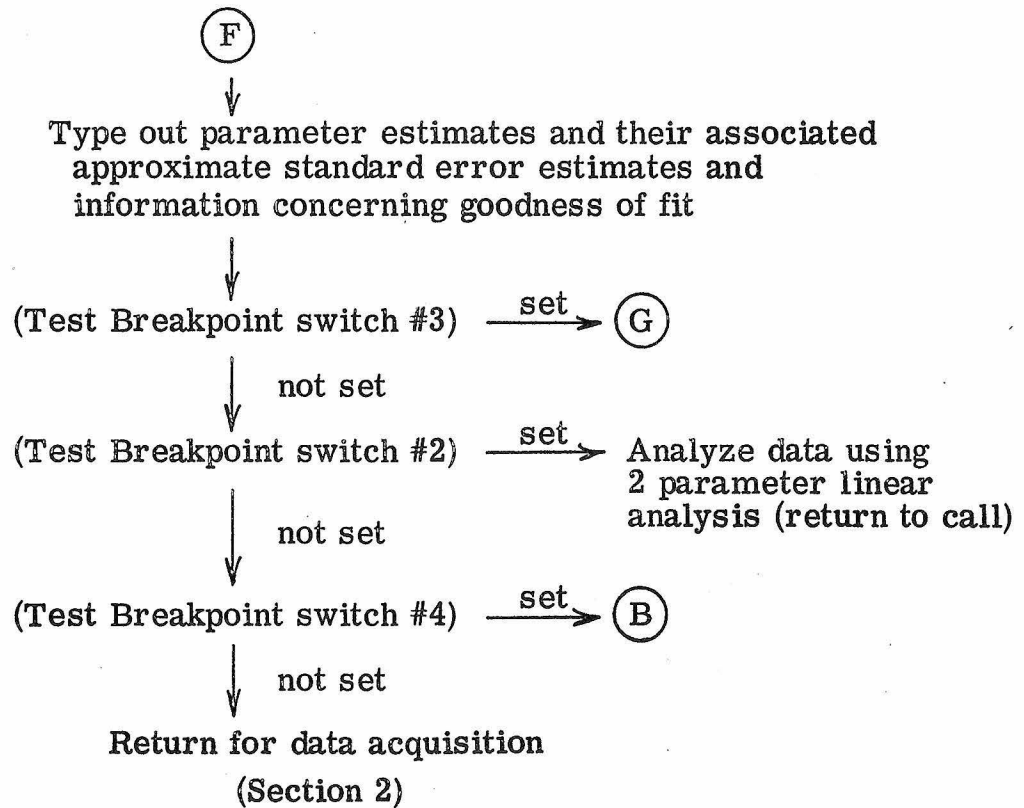 F
Type out parameter estimates and their associated
approximate standard error estimates and
information concerning goodness of fit
(Test Breakpoint switch #3) set G
not set
(Test Breakpoint switch #2) set Analyze data using
2 parameter linear
analysis (return to call)
not set
(Test Breakpoint switch #4) set B
not set
Return for data acquisition
(Section 2)